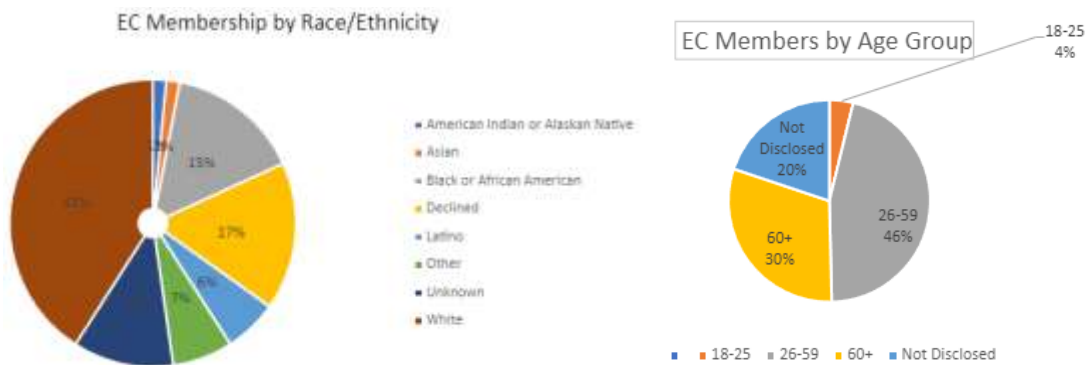 EC Membership by Race/Ethnicity
15%
17%
6%
7%
American Indian or Alaskan Native
Asian
Black or African American
Declined
Latino
Other
Unknown
White
EC Members by Age Group
18-25
4%
Not
Disclosed
20%
26-59
46%
60+
30%
18-25 26-59 60+ Not Disclosed